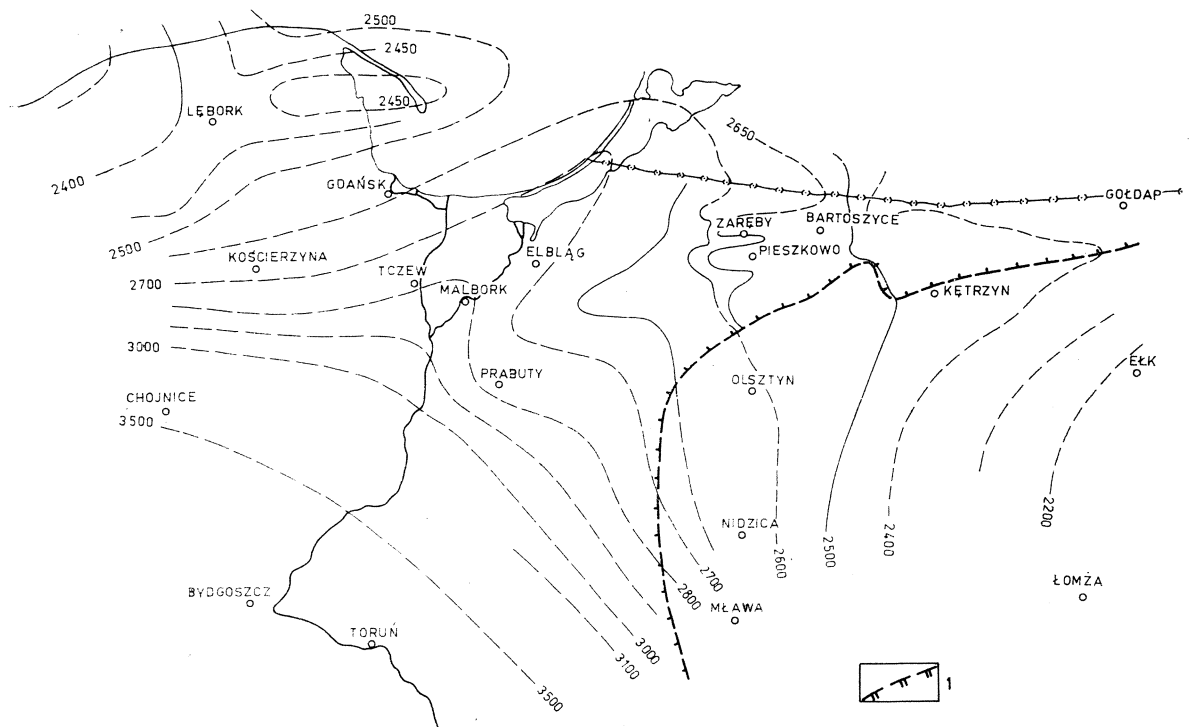 2500
2450
2450
LĘBORK
2400
2650
GDAŃSK
ZARĘBY
BARTOSZYCE
GOŁDAP
2500
KOŚCIERZYNA
ELBLĄG
PIESZKOWO
TCZEW
2700
MALBORK
KĘTRZYN
3000
PRABUTY
OLSZTYN
EŁK
CHOJNICE
3500
NIDZICA
2600
2500
2400
2200
2700
2800
BYDGOSZCZ
MŁAWA
ŁOMŻA
TORUŃ
3000
3100
3500
1